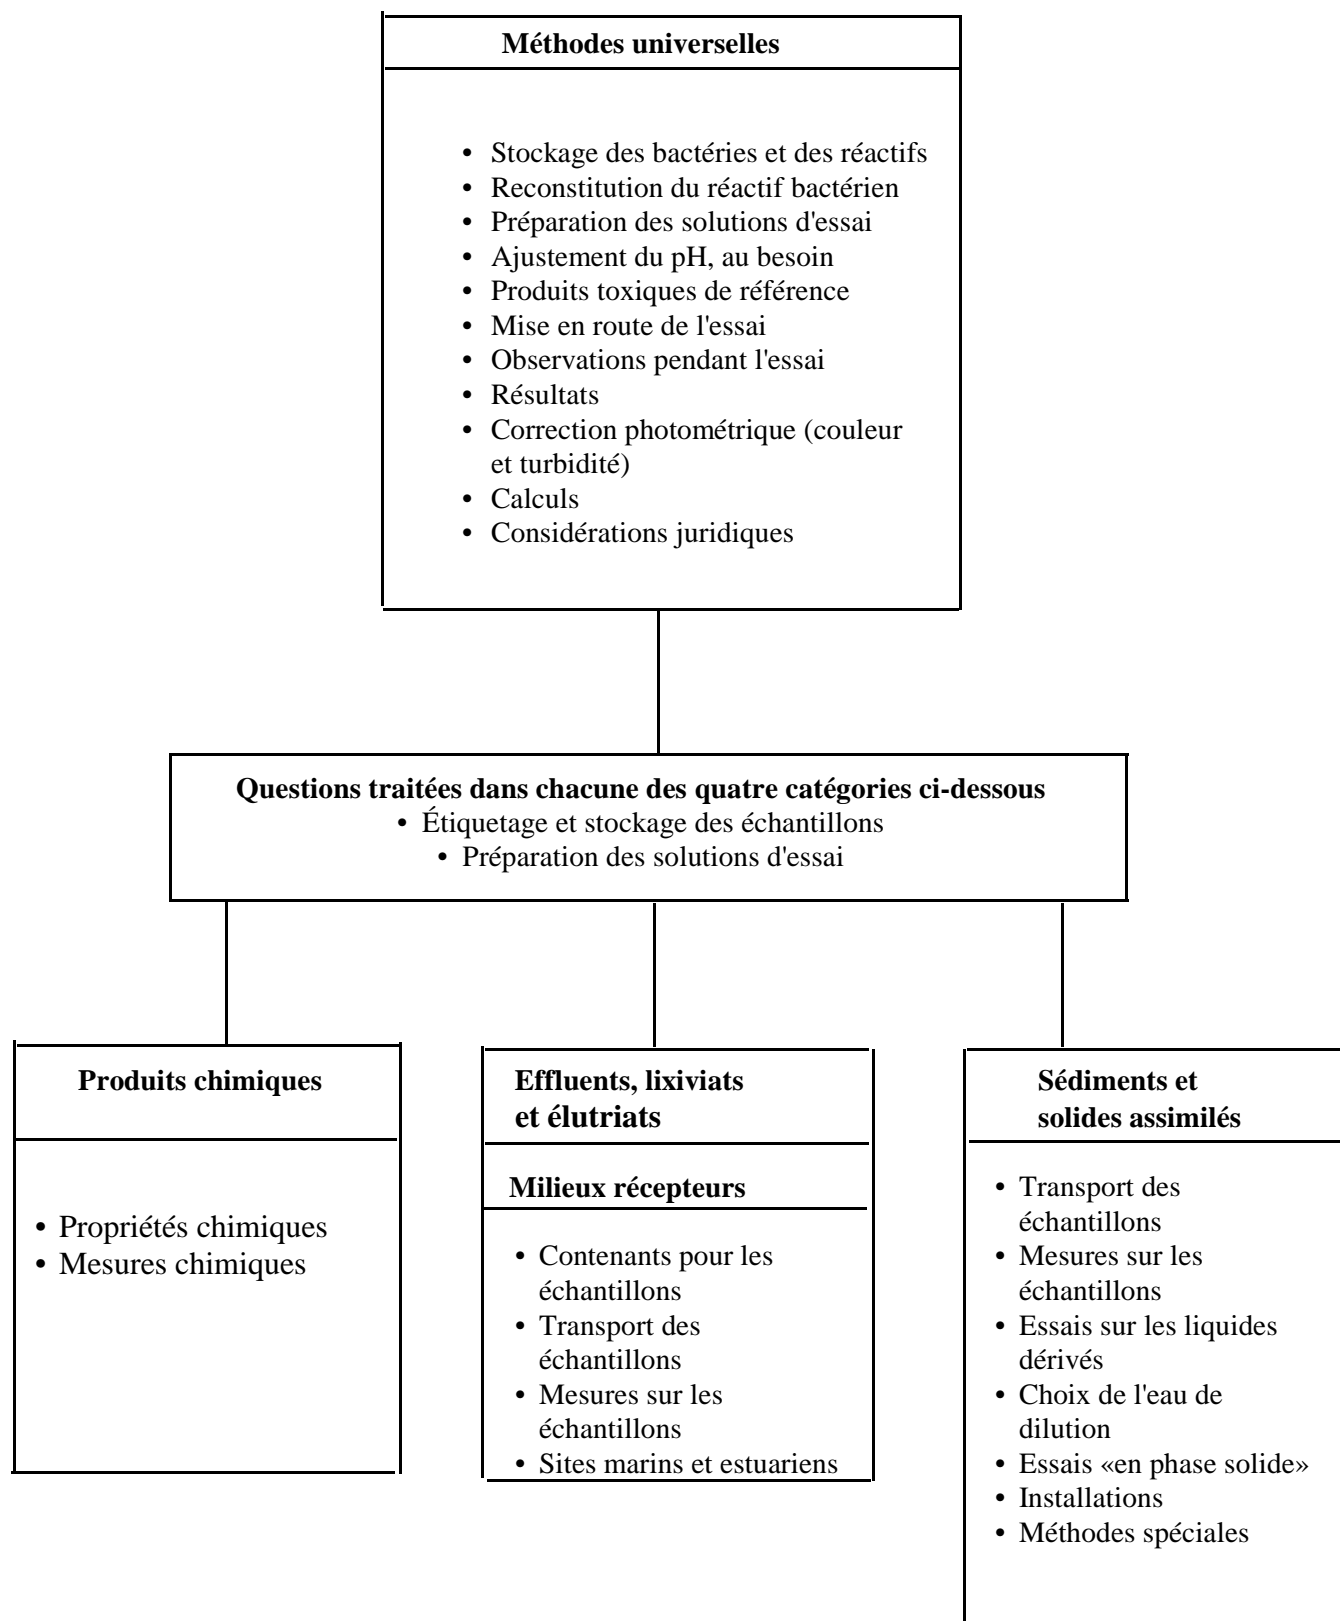 Méthodes universelles
• Stockage des bactéries et des réactifs
• Reconstitution du réactif bactérien
• Préparation des solutions d'essai
• Ajustement du pH, au besoin
• Produits toxiques de référence
• Mise en route de l'essai
• Observations pendant l'essai
• Résultats
• Correction photométrique (couleur
et turbidité)
• Calculs
• Considérations juridiques
Questions traitées dans chacune des quatre catégories ci-dessous
• Étiquetage et stockage des échantillons
• Préparation des solutions d'essai
Produits chimiques
• Propriétés chimiques
• Mesures chimiques
Effluents, lixiviats
et élutriats
Milieux récepteurs
• Contenants pour les
échantillons
• Transport des
échantillons
• Mesures sur les
échantillons
• Sites marins et estuariens
Sédiments et
solides assimilés
• Transport des
échantillons
• Mesures sur les
échantillons
• Essais sur les liquides
dérivés
• Choix de l'eau de
dilution
• Essais «en phase solide»
• Installations
• Méthodes spéciales